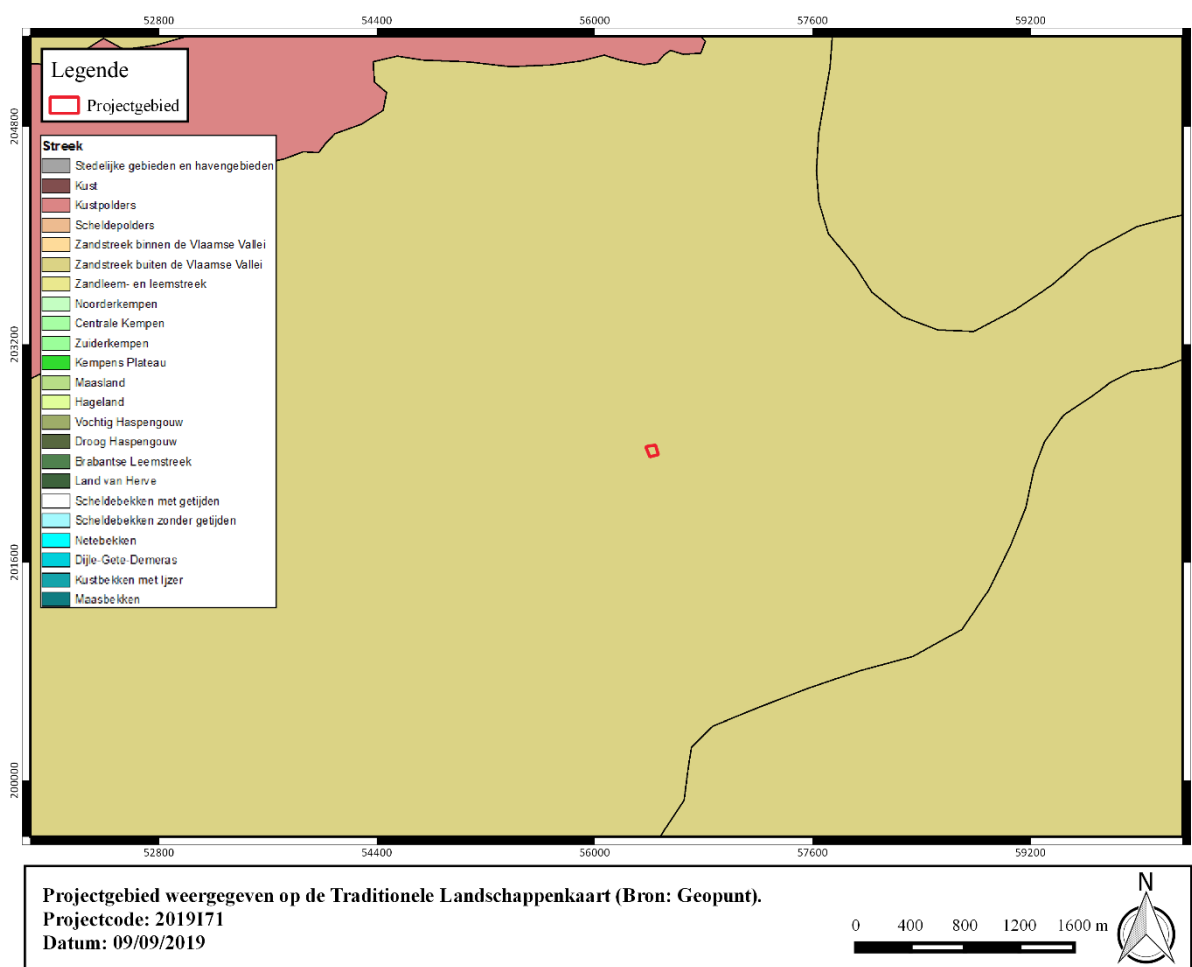 52800 54400 56000 57600 59200
Legende
Projectgebied
204800
Streek
Stedelijke gebieden en havengebieden
Kust
Kustpolders
Scheldepolders
Zandstreek binnen de Vlaamse Vallei
Zandstreek buiten de Vlaamse Vallei
Zandleem- en leemstreek
Noorderkempen
Centrale Kempen
203200
Zuiderkempen
Kempens Plateau
Maasland
Hageland
Vochtig Haspengouw
Droog Haspengouw
Brabantse Leemstreek
Land van Herve
Scheldebekken met getijden
Scheldebekken zonder getijden
Netebekken
201600
Dijle-Gete-Demeras
Kustbekken met Ijzer
Maasbekken
200000
52800 54400 56000 57600 59200
Projectgebied weergegeven op de Traditionele Landschappenkaart (Bron: Geopunt).
Projectcode: 2019I71
Datum: 09/09/2019
0 400 800 1200 1600 m
N